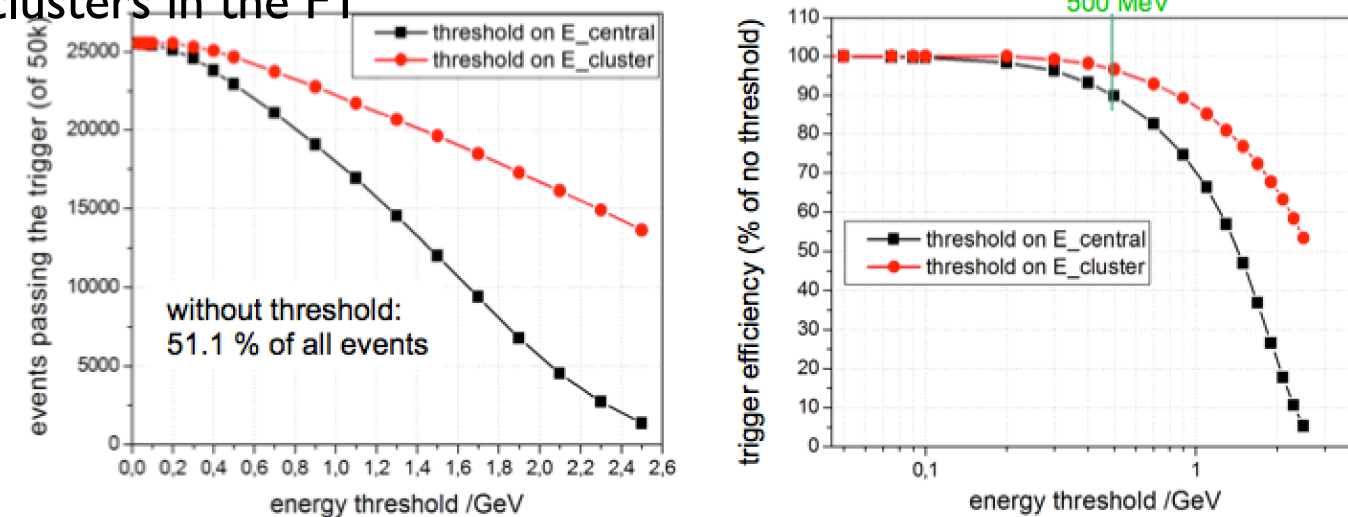 clusters in the FT
events passing the trigger (of 50k)
25000
20000
15000
10000
5000
0
threshold on E_central
threshold on E_cluster
without threshold:
51.1 % of all events
0,0 0,2 0,4 0,6 0,8 1,0 1,2 1,4 1,6 1,8 2,0 2,2 2,4 2,6
energy threshold /GeV
500 MeV
trigger efficiency (% of no threshold)
110
100
90
80
70
60
50
40
30
20
10
0
threshold on E_central
threshold on E_cluster
0,1 1
energy threshold /GeV